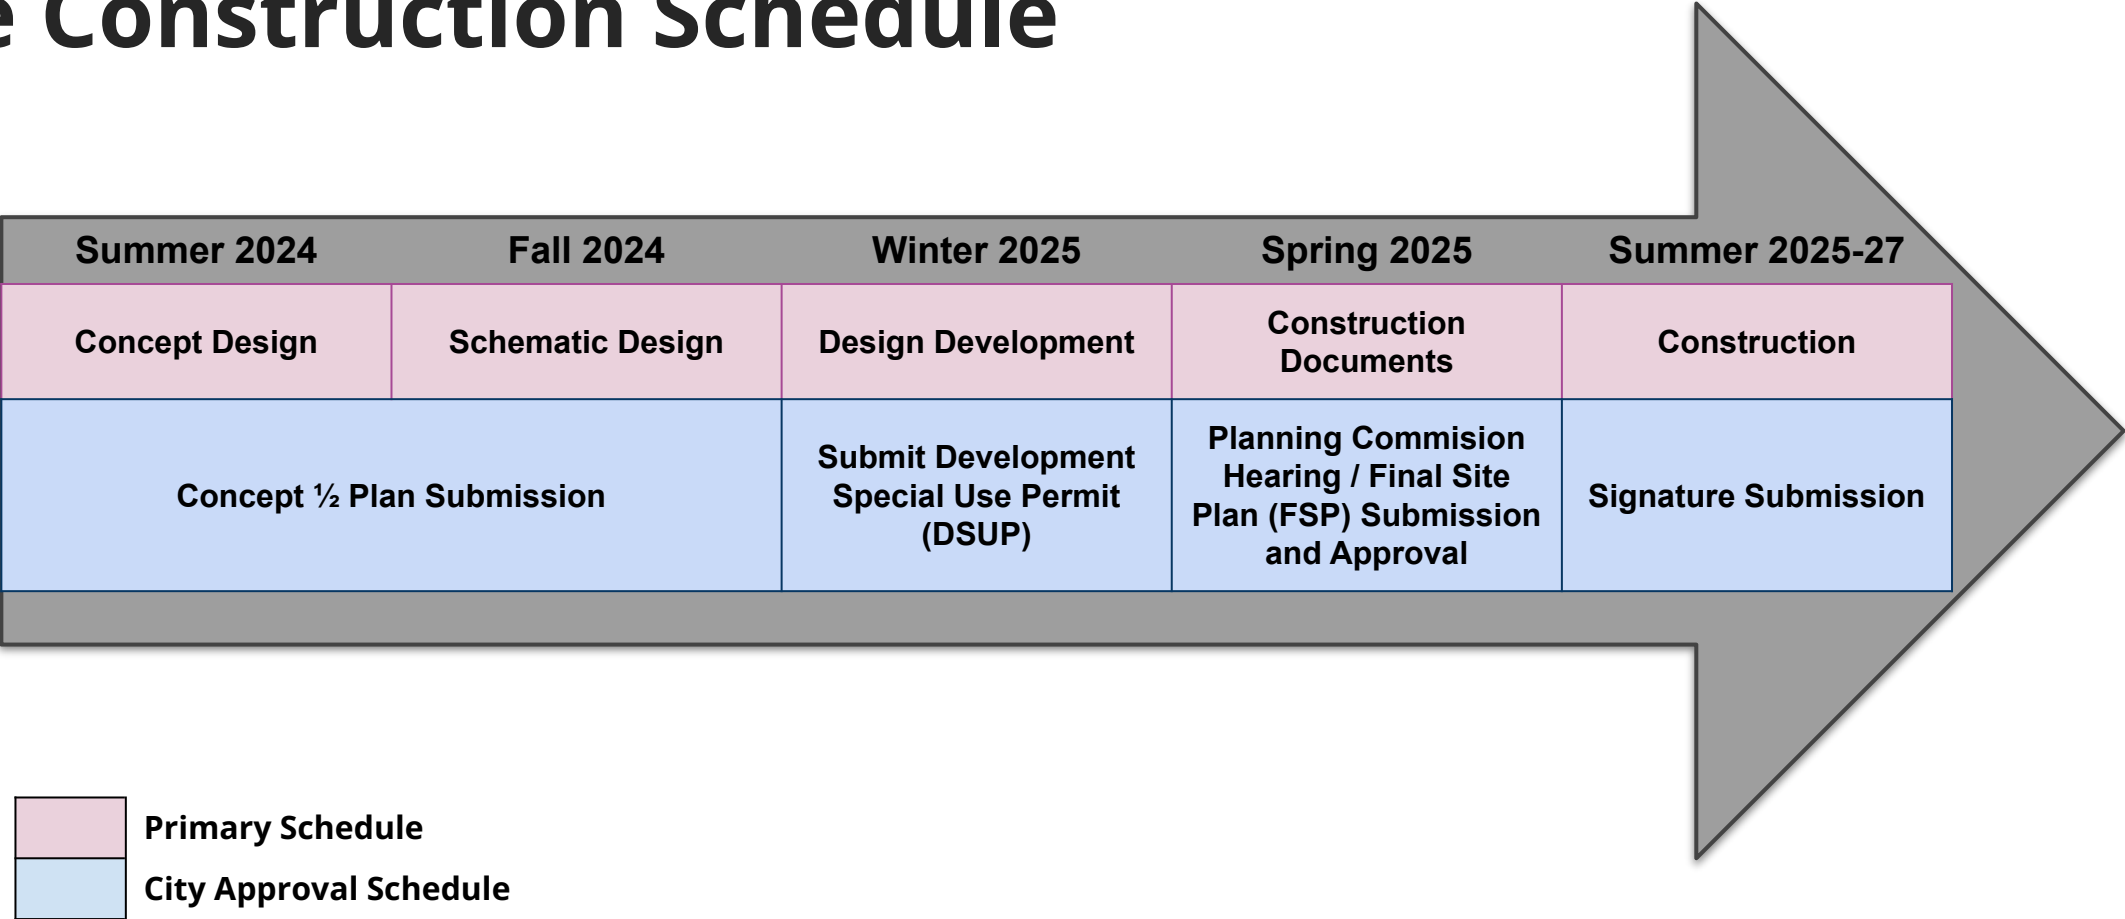 e Construction Schedule
Summer 2024
Fall 2024
Winter 2025
Spring 2025
Summer 2025-27
Concept Design
Schematic Design
Design Development
Construction
Documents
Construction
Concept ½ Plan Submission
Submit Development
Special Use Permit
(DSUP)
Planning Commision
Hearing / Final Site
Plan (FSP) Submission
and Approval
Signature Submission
Primary Schedule
City Approval Schedule